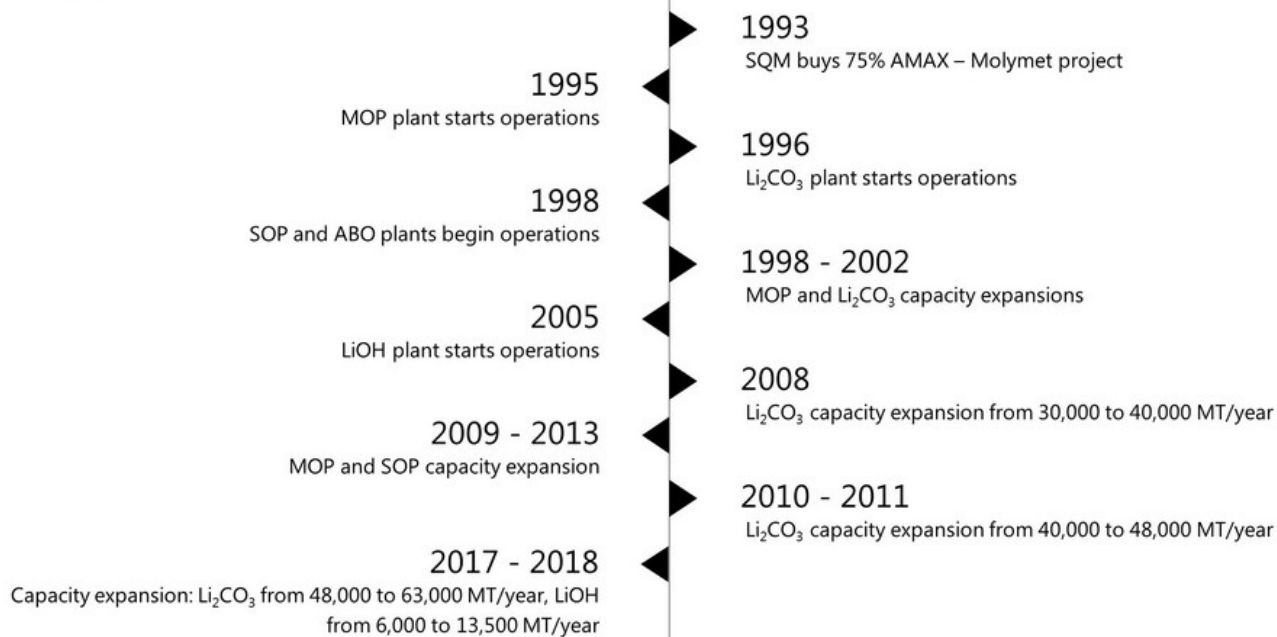 1993
SQM buys 75% AMAX – Molymet project
1995
MOP plant starts operations
1996
Li₂CO₃ plant starts operations
1998
SOP and ABO plants begin operations
1998 - 2002
MOP and Li₂CO₃ capacity expansions
2005
LiOH plant starts operations
2008
Li₂CO₃ capacity expansion from 30,000 to 40,000 MT/year
2009 - 2013
MOP and SOP capacity expansion
2010 - 2011
Li₂CO₃ capacity expansion from 40,000 to 48,000 MT/year
2017 - 2018
Capacity expansion: Li₂CO₃ from 48,000 to 63,000 MT/year, LiOH
from 6,000 to 13,500 MT/year